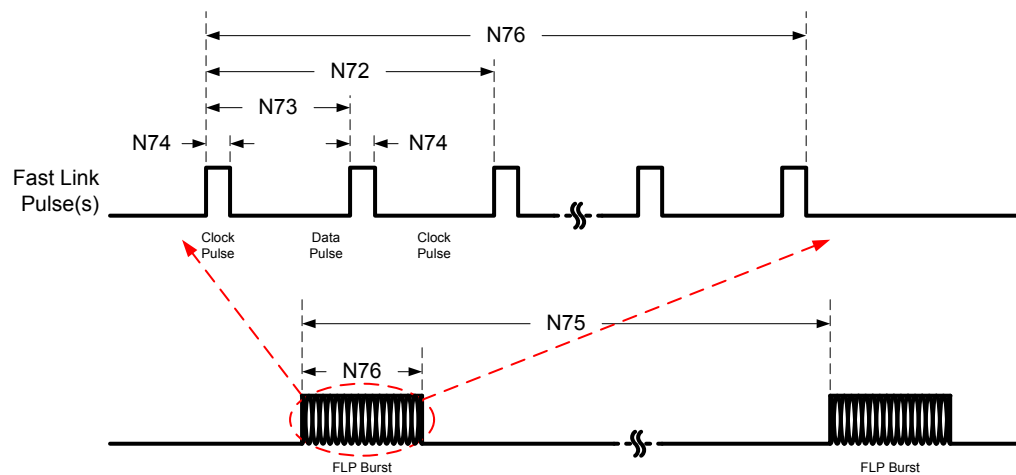 N76
N72
N73
N74
N74
Fast Link
Pulse(s)
Clock
Pulse
Data
Pulse
Clock
Pulse
N75
N76
FLP Burst
FLP Burst